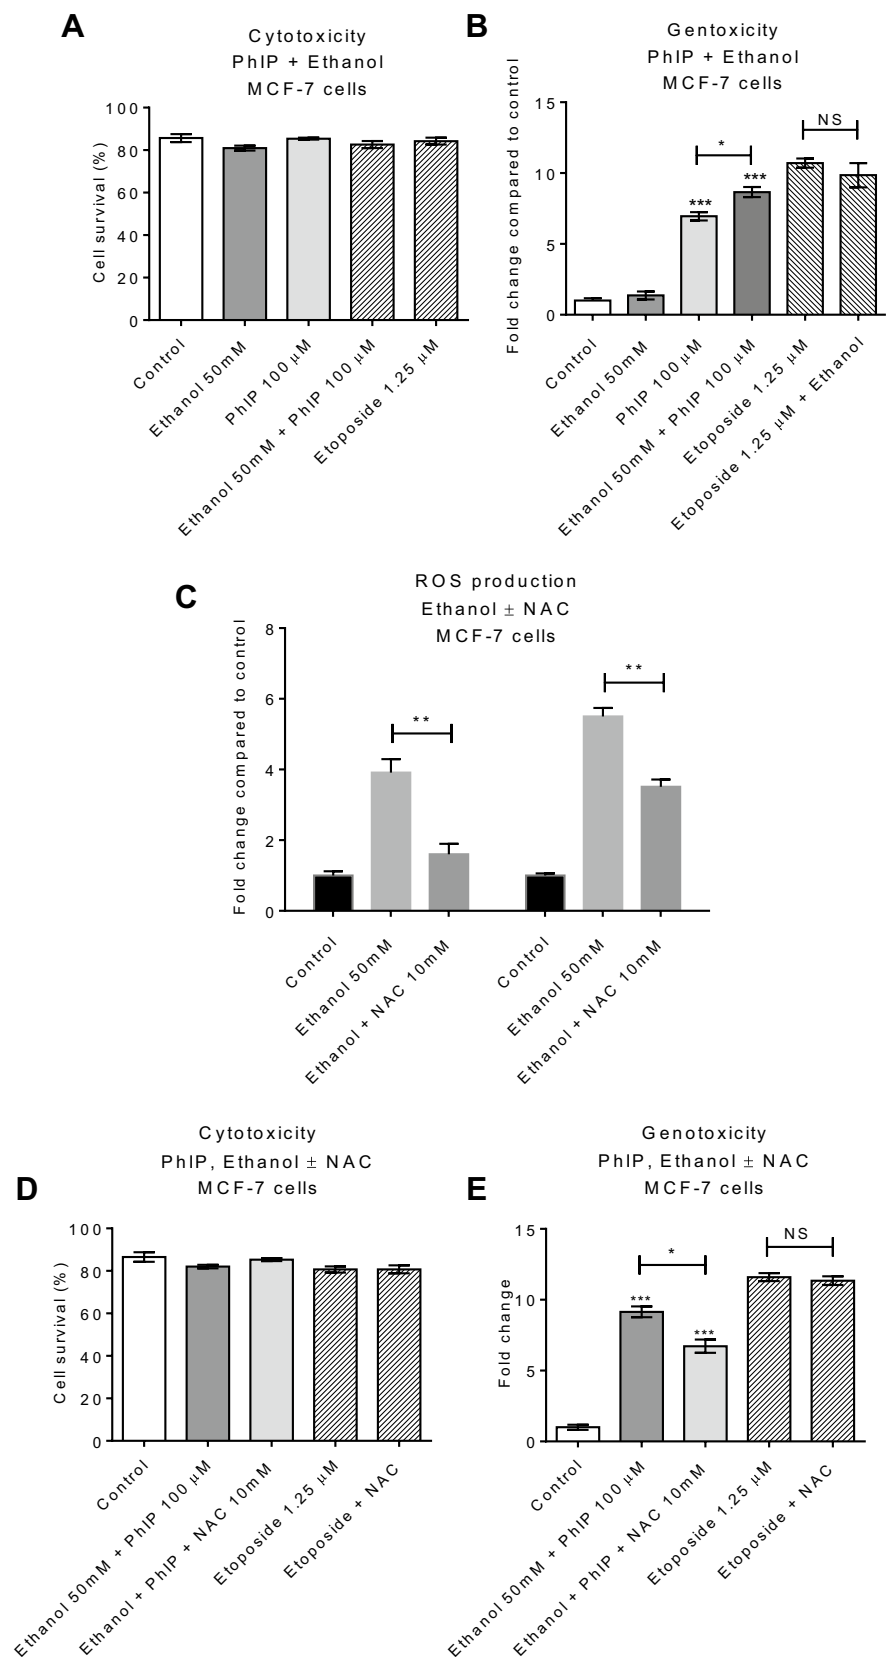 A
Cytotoxicity
PhIP + Ethanol
MCF-7 cells
Cell survival (%)
100
80
60
40
20
0
Control
Ethanol 50mM
PhIP 100 μM
Ethanol 50mM + PhIP 100 μM
Etoposide 1.25 μM
B
Gentoxicity
PhIP + Ethanol
MCF-7 cells
Fold change compared to control
15
10
5
0
***
*
***
NS
Control
Ethanol 50mM
PhIP 100 μM
Ethanol 50mM + PhIP 100 μM
Etoposide 1.25 μM
Etoposide 1.25 μM + Ethanol
C
ROS production
Ethanol ± NAC
MCF-7 cells
Fold change compared to control
8
6
4
2
0
**
**
Control
Ethanol 50mM
Ethanol + NAC 10mM
Control
Ethanol 50mM
Ethanol + NAC 10mM
D
Cytotoxicity
PhIP, Ethanol ± NAC
MCF-7 cells
Cell survival (%)
100
80
60
40
20
0
Control
Ethanol 50mM + PhIP 100 μM
Ethanol + PhIP + NAC 10mM
Etoposide 1.25 μM
Etoposide + NAC
E
Genotoxicity
PhIP, Ethanol ± NAC
MCF-7 cells
Fold change
15
10
5
0
***
*
***
NS
Control
Ethanol 50mM + PhIP 100 μM
Ethanol + PhIP + NAC 10mM
Etoposide 1.25 μM
Etoposide + NAC